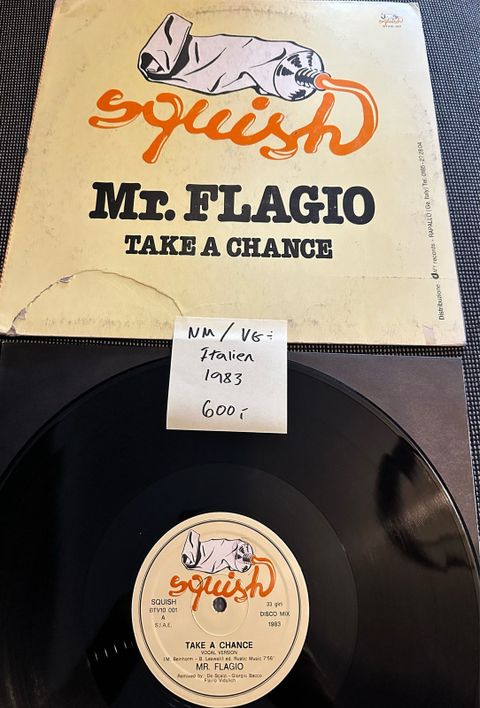 squish
Mr. FLAGIO
TAKE A CHANCE
NM / VG÷
Italien
1983
600;
squish
SQUISH
BTV10 001
A
S.I.A.E.
33 giri
DISCO MIX
1983
TAKE A CHANCE
VOCAL VERSION
MR. FLAGIO